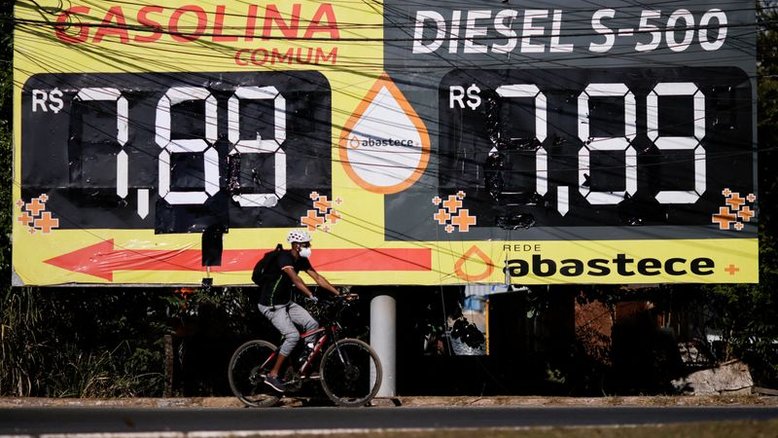 GASOLINA
COMUM
R$ 7,89
abastece
DIESEL S-500
R$ 7,89
REDE
abastece